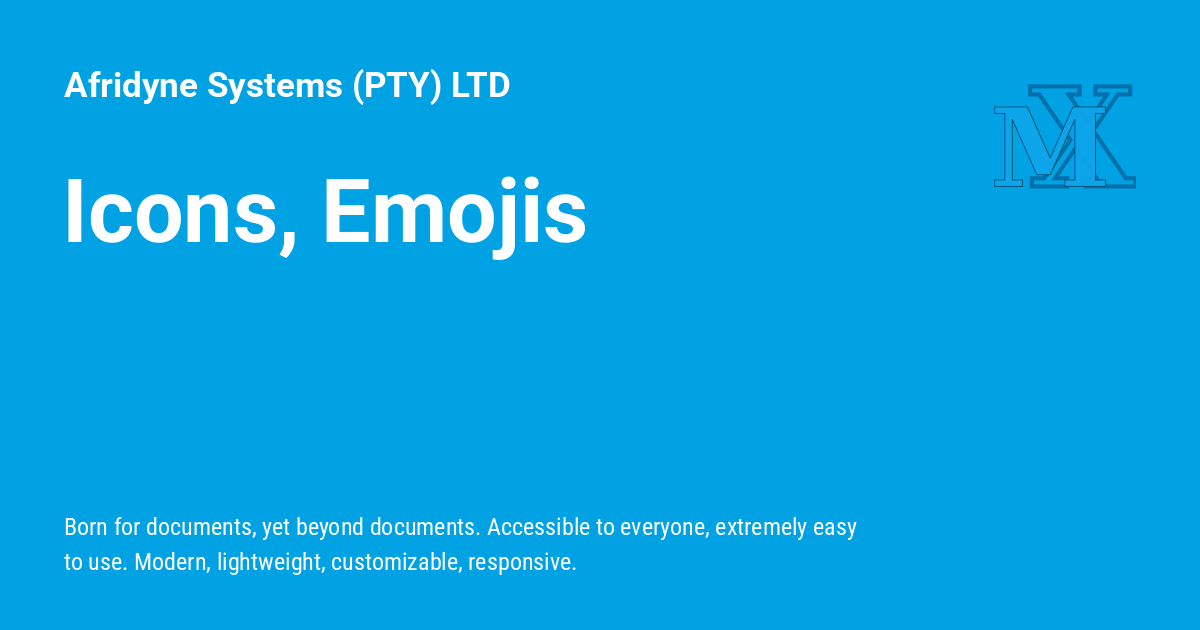 Afridyne Systems (PTY) LTD
MX
Icons, Emojis
Born for documents, yet beyond documents. Accessible to everyone, extremely easy
to use. Modern, lightweight, customizable, responsive.